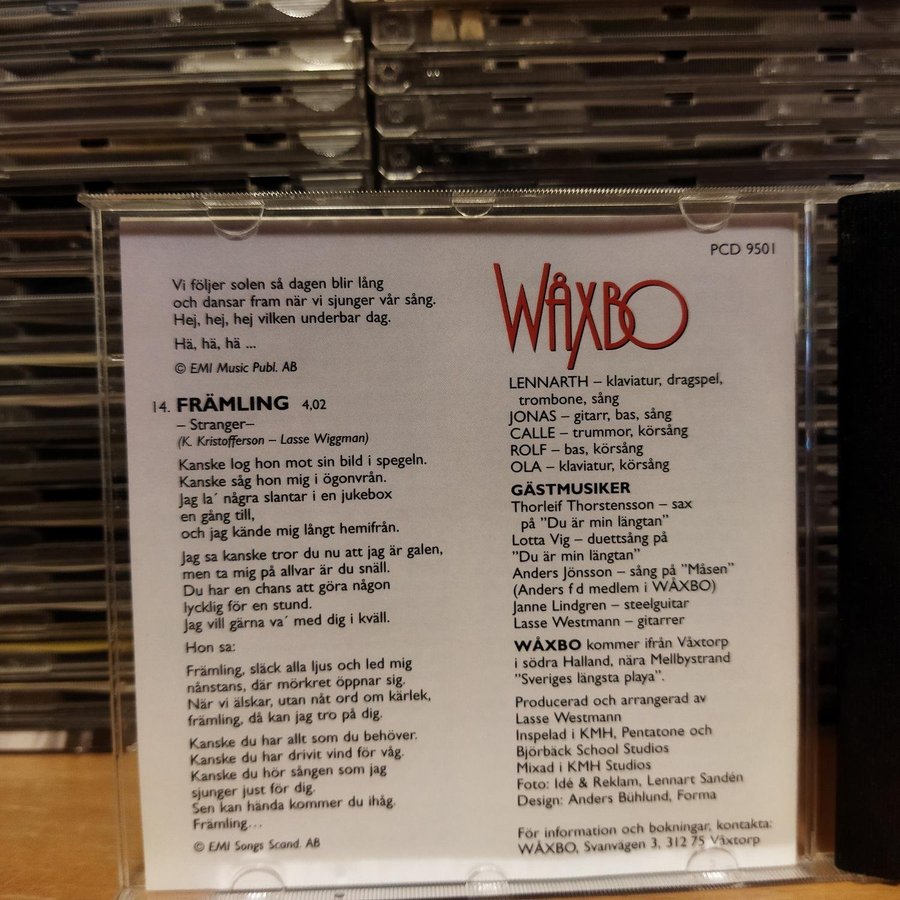 Vi följer solen så dagen blir lång
och dansar fram när vi sjunger vår sång.
Hej, hej, hej vilken underbar dag.
Hä, hä, hä ...
© EMI Music Publ. AB
14. FRÄMLING 4,02
– Stranger–
(K. Kristofferson – Lasse Wiggman)
Kanske log hon mot sin bild i spegeln.
Kanske såg hon mig i ögonvrån.
Jag la´ några slantar i en jukebox
en gång till,
och jag kände mig långt hemifrån.
Jag sa kanske tror du nu att jag är galen,
men ta mig på allvar är du snäll.
Du har en chans att göra någon
lycklig för en stund.
Jag vill gärna va´ med dig i kväll.
Hon sa:
Främling, släck alla ljus och led mig
nånstans, där mörkret öppnar sig.
När vi älskar, utan nåt ord om kärlek,
främling, då kan jag tro på dig.
Kanske du har allt som du behöver.
Kanske du har drivit vind för våg.
Kanske du hör sången som jag
sjunger just för dig.
Sen kan hända kommer du ihåg.
Främling...
© EMI Songs Scand. AB
PCD 9501
WÅXBO
LENNARTH – klaviatur, dragspel,
trombone, sång
JONAS – gitarr, bas, sång
CALLE – trummor, körsång
ROLF – bas, körsång
OLA – klaviatur, körsång
GÄSTMUSIKER
Thorleif Thorstensson – sax
på ”Du är min längtan”
Lotta Vig – duettsång på
”Du är min längtan”
Anders Jönsson – sång på ”Måsen”
(Anders f d medlem i WÅXBO)
Janne Lindgren – steelguitar
Lasse Westmann – gitarrer
WÅXBO kommer ifrån Våxtorp
i södra Halland, nära Mellbystrand
”Sveriges längsta playa”.
Producerad och arrangerad av
Lasse Westmann
Inspelad i KMH, Pentatone och
Björbäck School Studios
Mixad i KMH Studios
Foto: Idé & Reklam, Lennart Sandén
Design: Anders Bühlund, Forma
För information och bokningar, kontakta:
WÅXBO, Svanvägen 3, 312 75 Våxtorp